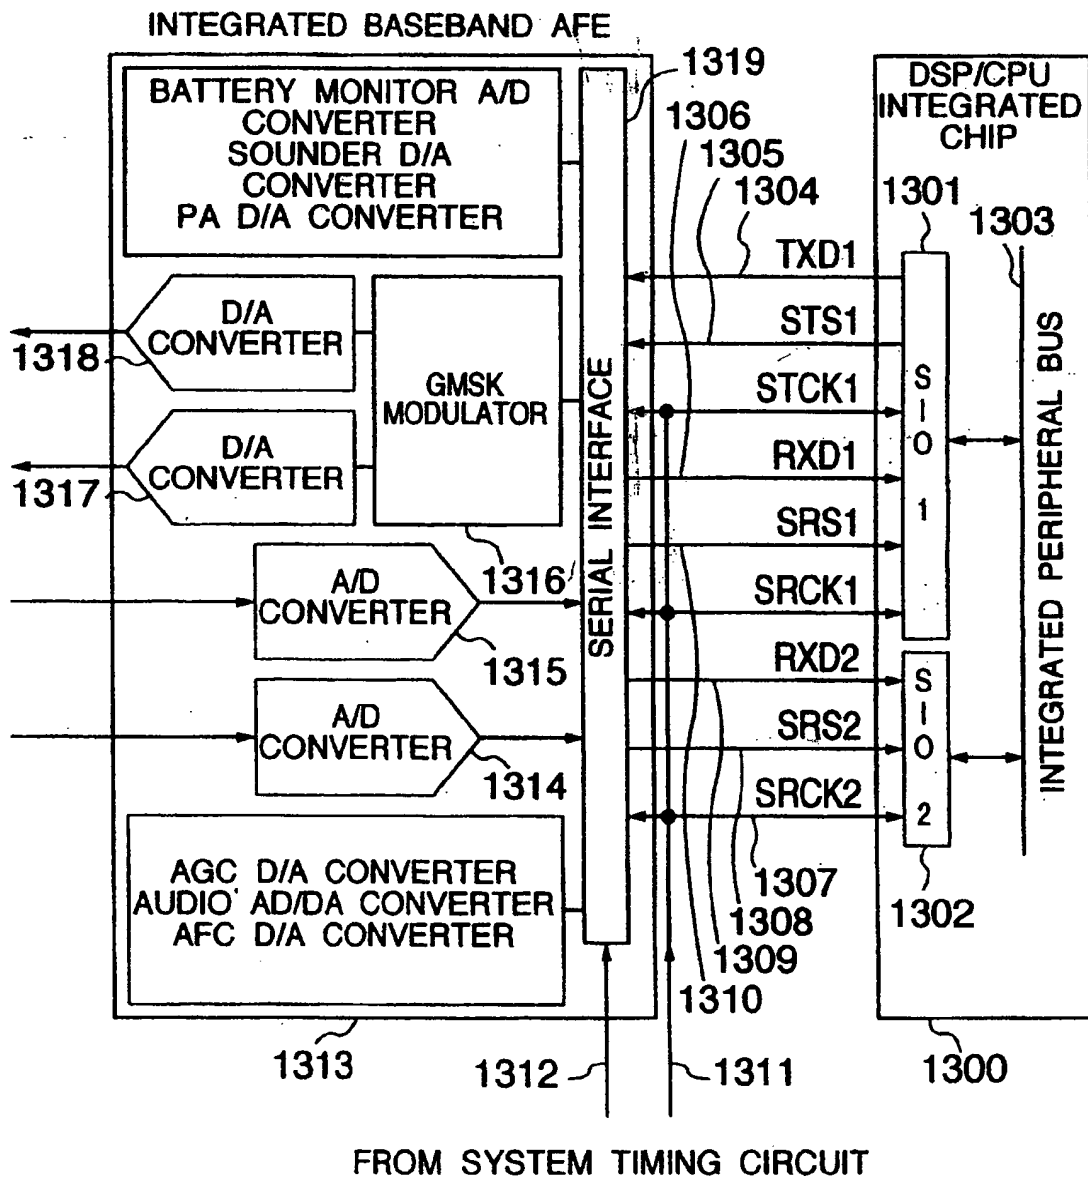 INTEGRATED BASEBAND AFE
1319
DSP/CPU
INTEGRATED
CHIP
BATTERY MONITOR A/D
CONVERTER
SOUNDER D/A
CONVERTER
PA D/A CONVERTER
1306
1305
1304
1301
1303
TXD1
STS1
STCK1
RXD1
SRS1
SRCK1
RXD2
SRS2
SRCK2
D/A
CONVERTER
1318
GMSK
MODULATOR
D/A
CONVERTER
1317
1316
A/D
CONVERTER
1315
A/D
CONVERTER
1314
SERIAL INTERFACE
SIO 1
SIO 2
INTEGRATED PERIPHERAL BUS
AGC D/A CONVERTER
AUDIO AD/DA CONVERTER
AFC D/A CONVERTER
1307
1308
1309
1310
1302
1313
1312
1311
1300
FROM SYSTEM TIMING CIRCUIT